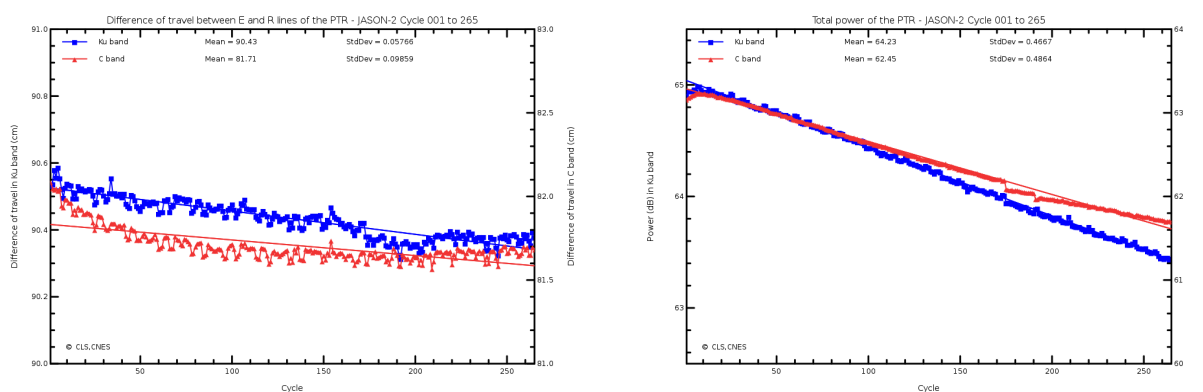 Difference of travel between E and R lines of the PTR - JASON-2 Cycle 001 to 265
91.0
83.0
Ku band Mean = 90.43 StdDev = 0.05766
C band Mean = 81.71 StdDev = 0.09859
90.8
82.5
90.6
82.0
90.4
81.5
90.2
90.0
81.0
Difference of travel in Ku band (cm)
Difference of travel in C band (cm)
© CLS,CNES
50 100 150 200 250
Cycle
Total power of the PTR - JASON-2 Cycle 001 to 265
64
Ku band Mean = 64.23 StdDev = 0.4667
C band Mean = 62.45 StdDev = 0.4864
65
63
64
62
63
61
60
Power (dB) in Ku band
© CLS,CNES
50 100 150 200 250
Cycle